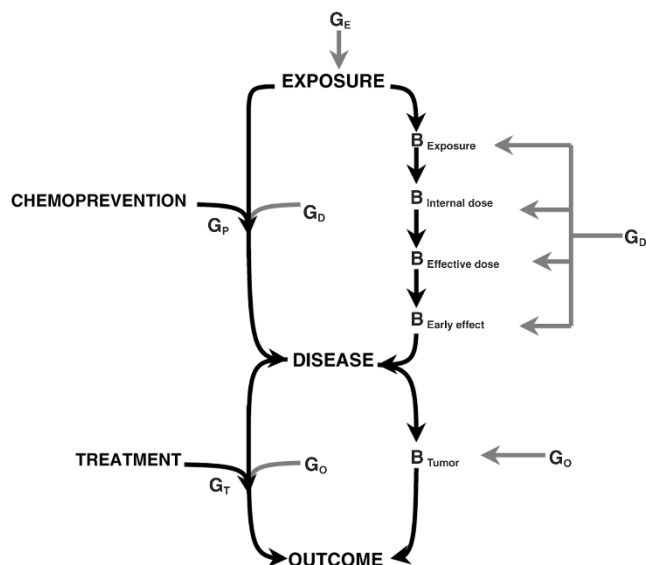 GE
EXPOSURE
B Exposure
CHEMOPREVENTION
B Internal dose
GP
GD
GD
B Effective dose
B Early effect
DISEASE
TREATMENT
GO
B Tumor
GO
GT
OUTCOME